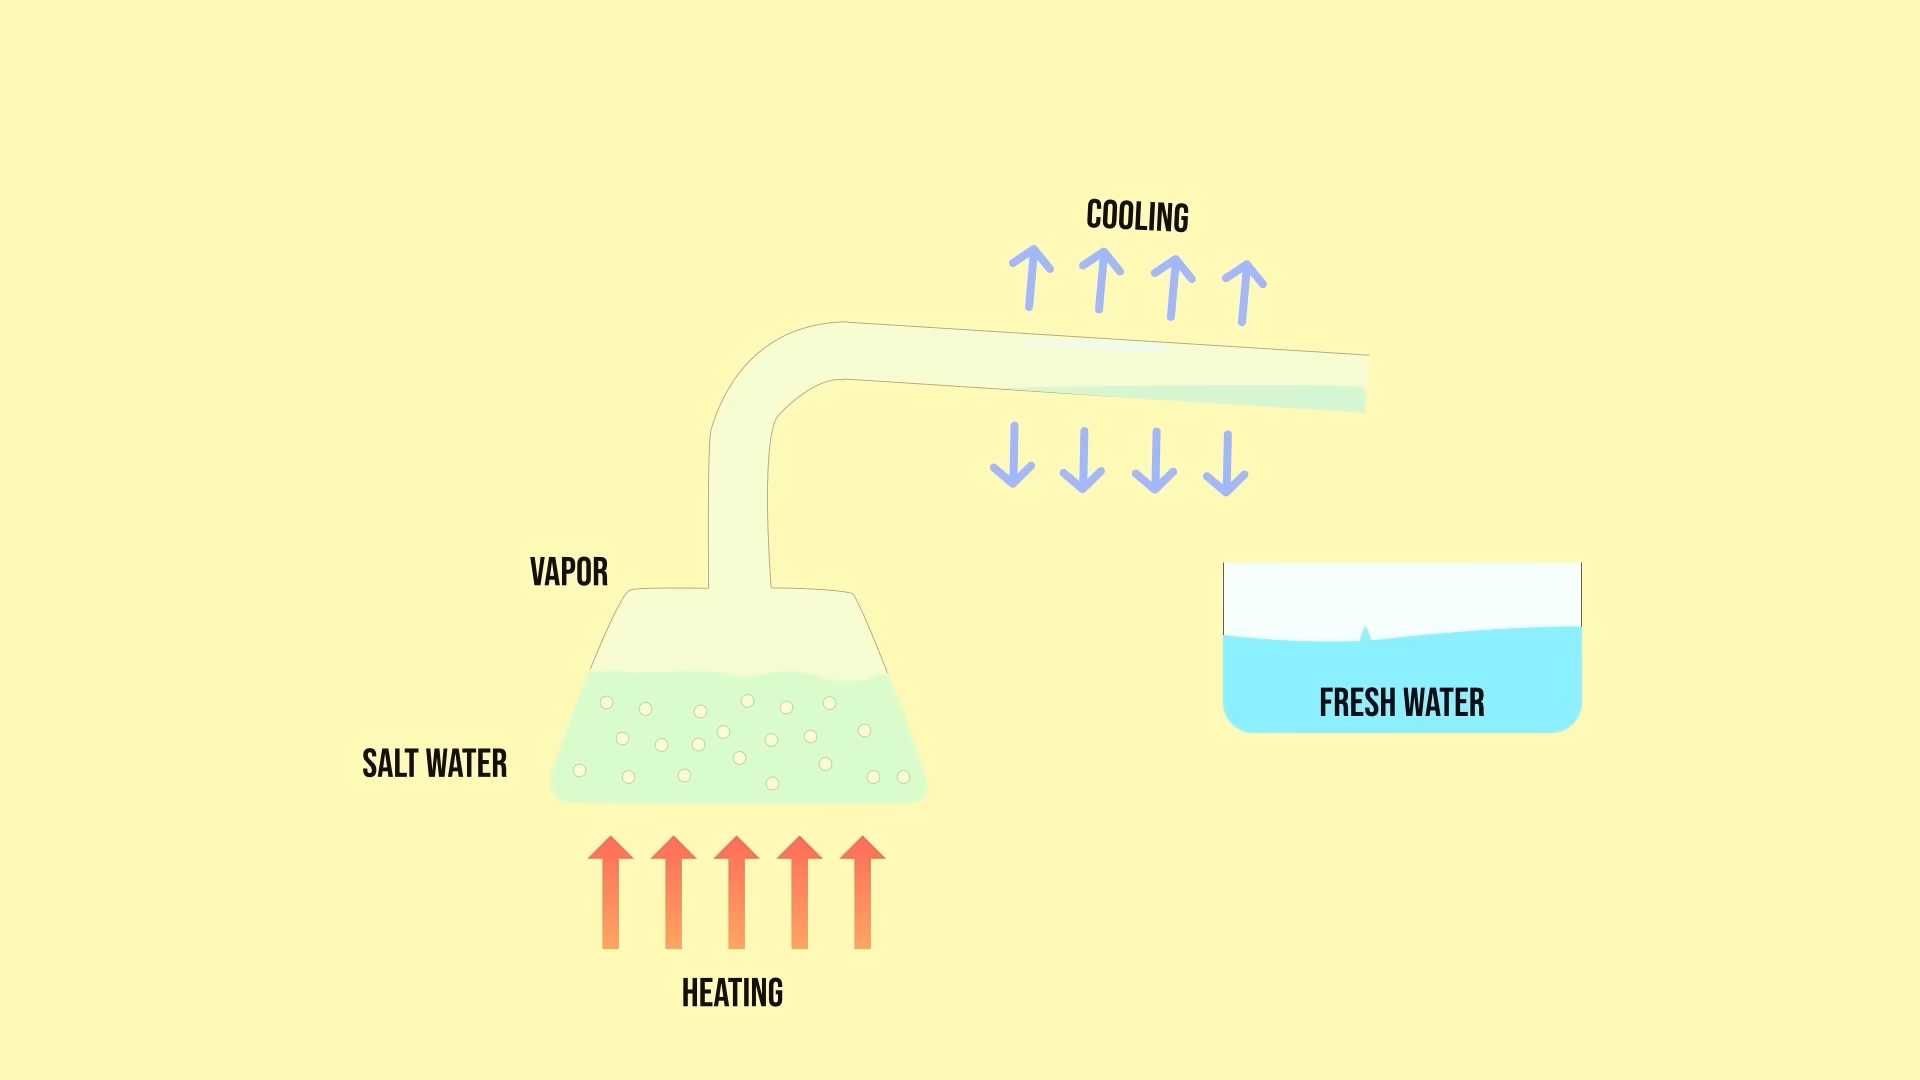 COOLING
VAPOR
FRESH WATER
SALT WATER
HEATING